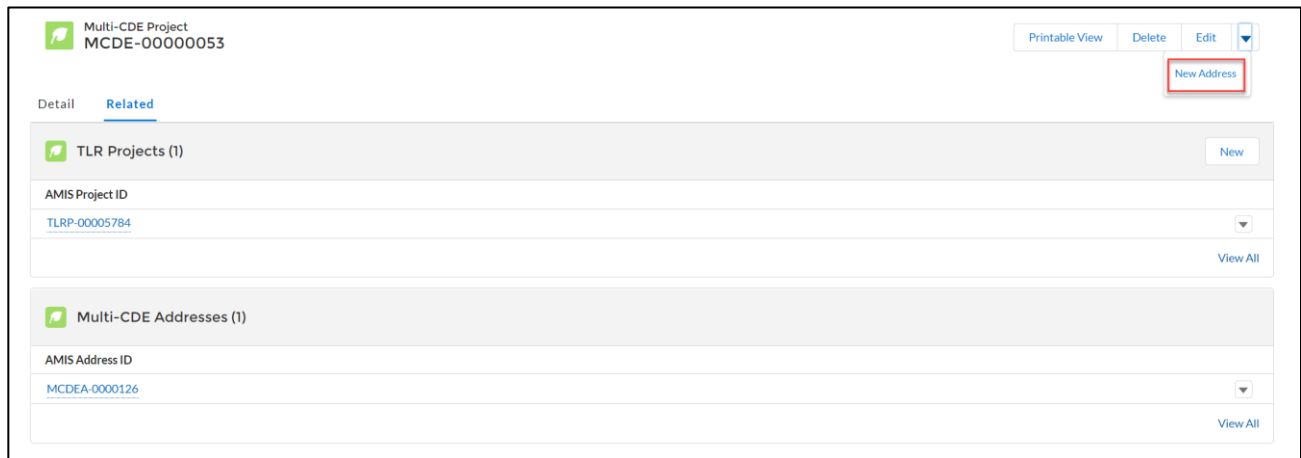 Multi-CDE Project
MCDE-00000053
Printable View Delete Edit
New Address
Detail Related
TLR Projects (1)
New
AMIS Project ID
TLRP-00005784
View All
Multi-CDE Addresses (1)
AMIS Address ID
MCDEA-0000126
View All